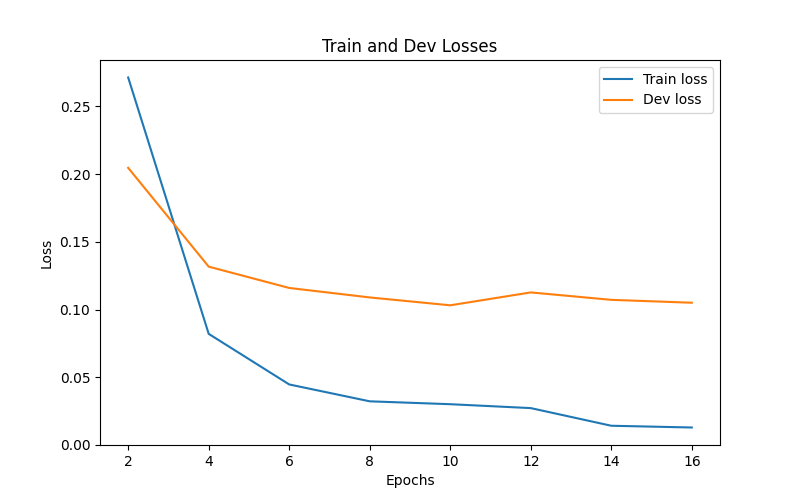 Train and Dev Losses
Train loss
Dev loss
Loss
0.25
0.20
0.15
0.10
0.05
0.00
2 4 6 8 10 12 14 16
Epochs